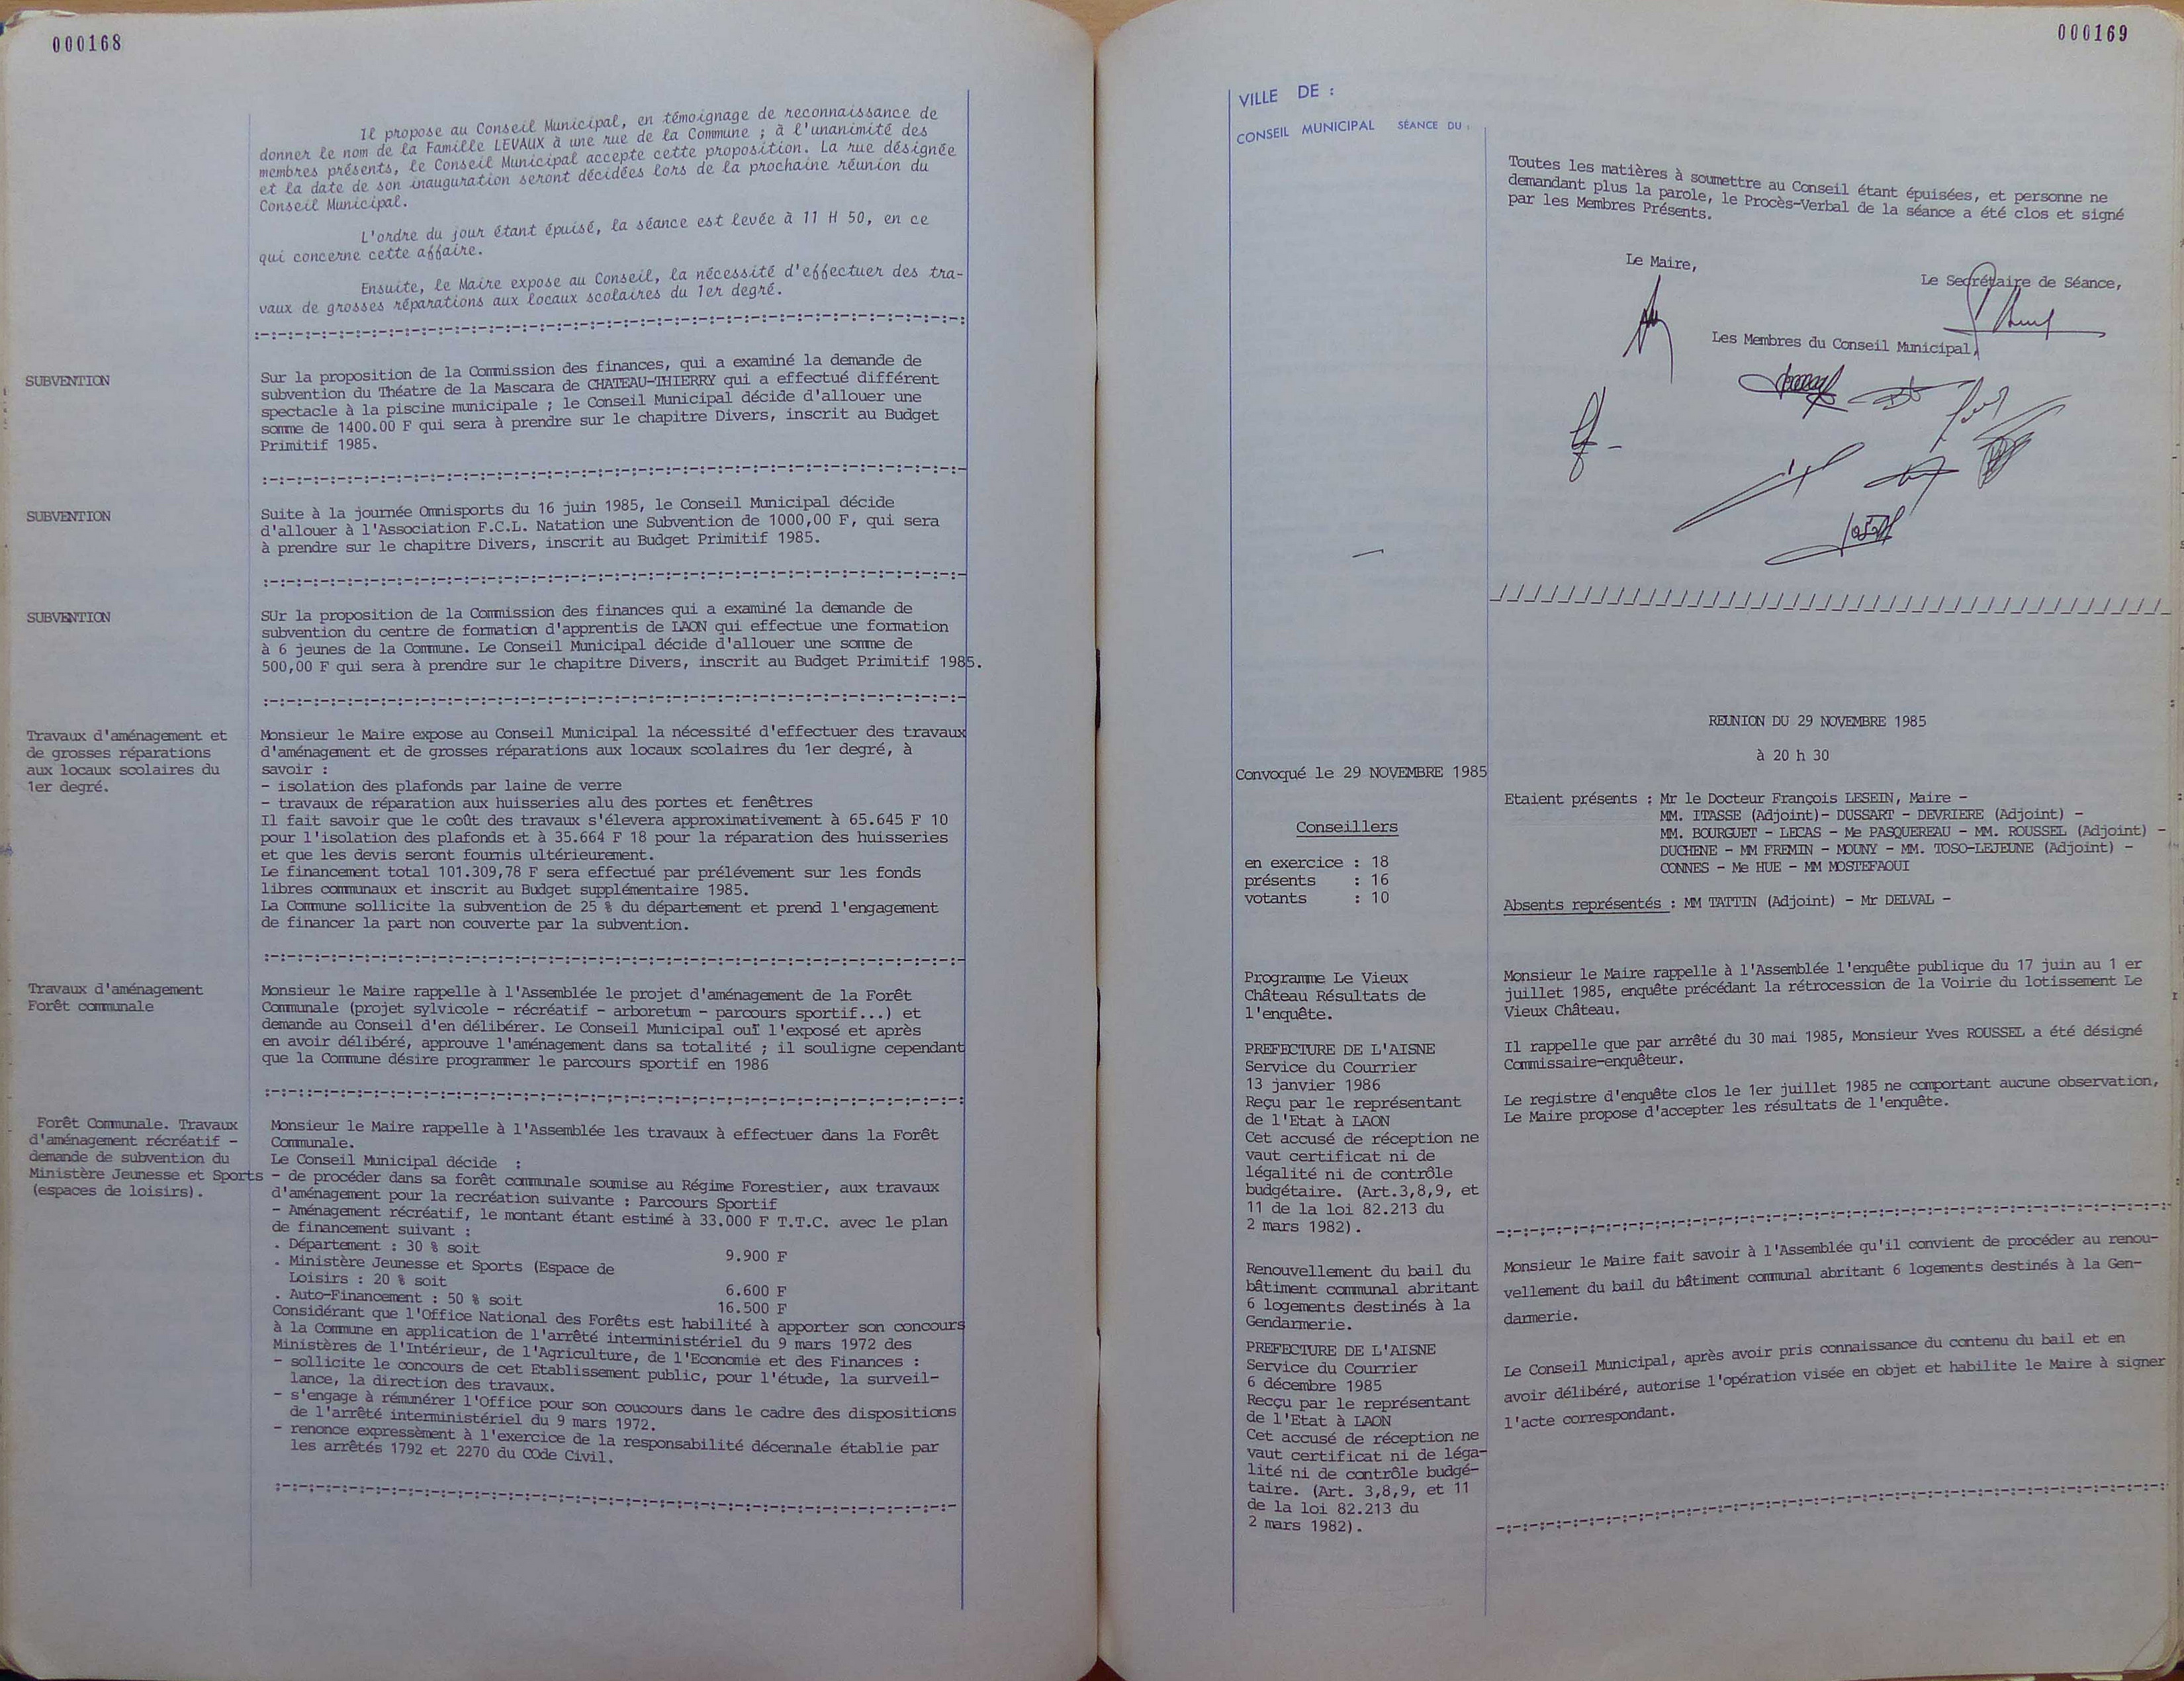 000168
Il propose au Conseil Municipal, en témoignage de reconnaissance de
donner le nom de la Famille LEVAUX à une rue de la Commune ; à l'unanimité des
membres présents, le Conseil Municipal accepte cette proposition. La rue désignée
et la date de son inauguration seront décidées lors de la prochaine réunion du
Conseil Municipal.
L'ordre du jour étant épuisé, la séance est levée à 11 H 50, en ce
qui concerne cette affaire.
Ensuite, le Maire expose au Conseil, la nécessité d'effectuer des tra-
vaux de grosses réparations aux locaux scolaires du 1er degré.
SUBVENTION
Sur la proposition de la Commission des finances, qui a examiné la demande de
subvention du Théatre de la Mascara de CHATEAU-THIERRY qui a effectué différent
spectacle à la piscine municipale ; le Conseil Municipal décide d'allouer une
somme de 1400.00 F qui sera à prendre sur le chapitre Divers, inscrit au Budget
Primitif 1985.
SUBVENTION
Suite à la journée Omnisports du 16 juin 1985, le Conseil Municipal décide
d'allouer à l'Association F.C.L. Natation une Subvention de 1000,00 F, qui sera
à prendre sur le chapitre Divers, inscrit au Budget Primitif 1985.
SUBVENTION
SUr la proposition de la Commission des finances qui a examiné la demande de
subvention du centre de formation d'apprentis de LAON qui effectue une formation
à 6 jeunes de la Commune. Le Conseil Municipal décide d'allouer une somme de
500,00 F qui sera à prendre sur le chapitre Divers, inscrit au Budget Primitif 1985.
Travaux d'aménagement et
de grosses réparations
aux locaux scolaires du
1er degré.
Monsieur le Maire expose au Conseil Municipal la nécessité d'effectuer des travaux
d'aménagement et de grosses réparations aux locaux scolaires du 1er degré, à
savoir :
- isolation des plafonds par laine de verre
- travaux de réparation aux huisseries alu des portes et fenêtres
Il fait savoir que le coût des travaux s'élevera approximativement à 65.645 F 10
pour l'isolation des plafonds et à 35.664 F 18 pour la réparation des huisseries
et que les devis seront fournis ultérieurement.
Le financement total 101.309,78 F sera effectué par prélévement sur les fonds
libres communaux et inscrit au Budget supplémentaire 1985.
La Commune sollicite la subvention de 25 % du département et prend l'engagement
de financer la part non couverte par la subvention.
Travaux d'aménagement
Forêt communale
Monsieur le Maire rappelle à l'Assemblée le projet d'aménagement de la Forêt
Communale (projet sylvicole - récréatif - arboretum - parcours sportif...) et
demande au Conseil d'en délibérer. Le Conseil Municipal ouï l'exposé et après
en avoir délibéré, approuve l'aménagement dans sa totalité ; il souligne cependant
que la Commune désire programmer le parcours sportif en 1986
Forêt Communale. Travaux
d'aménagement récréatif -
demande de subvention du
Ministère Jeunesse et Sports
(espaces de loisirs).
Monsieur le Maire rappelle à l'Assemblée les travaux à effectuer dans la Forêt
Communale.
Le Conseil Municipal décide :
- de procéder dans sa forêt communale soumise au Régime Forestier, aux travaux
d'aménagement pour la recréation suivante : Parcours Sportif
- Aménagement récréatif, le montant étant estimé à 33.000 F T.T.C. avec le plan
de financement suivant :
. Département : 30 % soit 9.900 F
. Ministère Jeunesse et Sports (Espace de
Loisirs : 20 % soit 6.600 F
. Auto-Financement : 50 % soit 16.500 F
Considérant que l'Office National des Forêts est habilité à apporter son concours
à la Commune en application de l'arrêté interministériel du 9 mars 1972 des
Ministères de l'Intérieur, de l'Agriculture, de l'Economie et des Finances :
- sollicite le concours de cet Etablissement public, pour l'étude, la surveil-
lance, la direction des travaux.
- s'engage à rémunérer l'Office pour son coucours dans le cadre des dispositions
de l'arrêté interministériel du 9 mars 1972.
- renonce expressèment à l'exercice de la responsabilité décennale établie par
les arrêtés 1792 et 2270 du COde Civil.
000169
VILLE DE :
CONSEIL MUNICIPAL SÉANCE DU :
Toutes les matières à soumettre au Conseil étant épuisées, et personne ne
demandant plus la parole, le Procès-Verbal de la séance a été clos et signé
par les Membres Présents.
Le Maire,
Le Secrétaire de Séance,
Les Membres du Conseil Municipal,
REUNION DU 29 NOVEMBRE 1985
à 20 h 30
Convoqué le 29 NOVEMBRE 1985
Conseillers
en exercice : 18
présents : 16
votants : 10
Etaient présents : Mr le Docteur François LESEIN, Maire -
MM. ITASSE (Adjoint)- DUSSART - DEVRIERE (Adjoint) -
MM. BOURGUET - LECAS - Me PASQUEREAU - MM. ROUSSEL (Adjoint) -
DUCHENE - MM FREMIN - MOUNY - MM. TOSO-LEJEUNE (Adjoint) -
CONNES - Me HUE - MM MOSTEFAOUI
Absents représentés : MM TATTIN (Adjoint) - Mr DELVAL -
Programme Le Vieux
Château Résultats de
l'enquête.
PREFECTURE DE L'AISNE
Service du Courrier
13 janvier 1986
Reçu par le représentant
de l'Etat à LAON
Cet accusé de réception ne
vaut certificat ni de
légalité ni de contrôle
budgétaire. (Art.3,8,9, et
11 de la loi 82.213 du
2 mars 1982).
Monsieur le Maire rappelle à l'Assemblée l'enquête publique du 17 juin au 1 er
juillet 1985, enquête précédant la rétrocession de la Voirie du lotissement Le
Vieux Château.
Il rappelle que par arrêté du 30 mai 1985, Monsieur Yves ROUSSEL a été désigné
Commissaire-enquêteur.
Le registre d'enquête clos le 1er juillet 1985 ne comportant aucune observation,
Le Maire propose d'accepter les résultats de l'enquête.
Renouvellement du bail du
bâtiment communal abritant
6 logements destinés à la
Gendarmerie.
PREFECTURE DE L'AISNE
Service du Courrier
6 décembre 1985
Recçu par le représentant
de l'Etat à LAON
Cet accusé de réception ne
vaut certificat ni de léga-
lité ni de contrôle budgé-
taire. (Art. 3,8,9, et 11
de la loi 82.213 du
2 mars 1982).
Monsieur le Maire fait savoir à l'Assemblée qu'il convient de procéder au renou-
vellement du bail du bâtiment communal abritant 6 logements destinés à la Gen-
darmerie.
Le Conseil Municipal, après avoir pris connaissance du contenu du bail et en
avoir délibéré, autorise l'opération visée en objet et habilite le Maire à signer
l'acte correspondant.